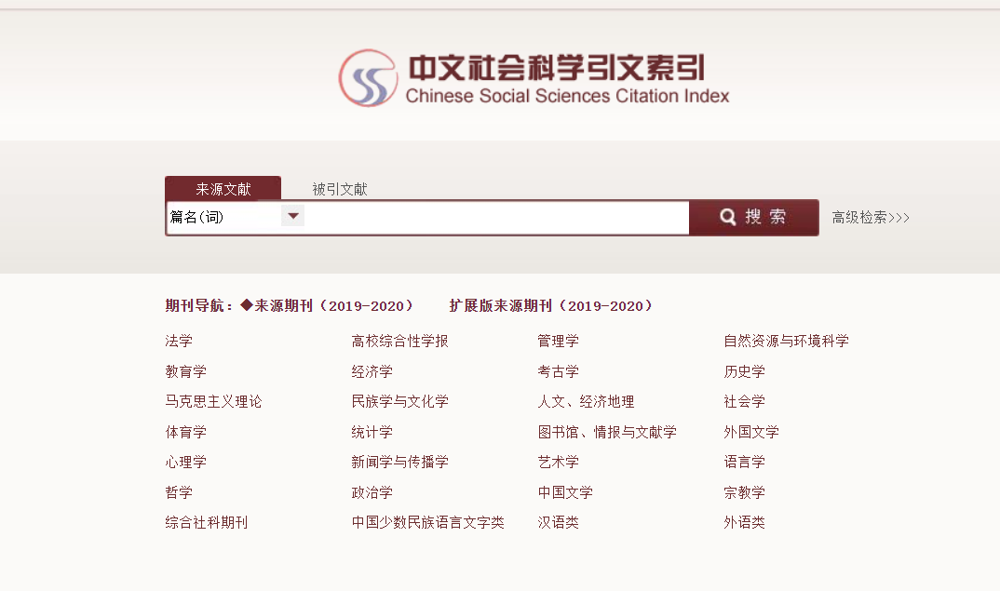 中文社会科学引文索引
Chinese Social Sciences Citation Index
来源文献 被引文献
篇名(词) 搜 索 高级检索>>>
期刊导航：◆来源期刊（2019-2020） 扩展版来源期刊（2019-2020）
法学 高校综合性学报 管理学 自然资源与环境科学
教育学 经济学 考古学 历史学
马克思主义理论 民族学与文化学 人文、经济地理 社会学
体育学 统计学 图书馆、情报与文献学 外国文学
心理学 新闻学与传播学 艺术学 语言学
哲学 政治学 中国文学 宗教学
综合社科期刊 中国少数民族语言文字类 汉语类 外语类